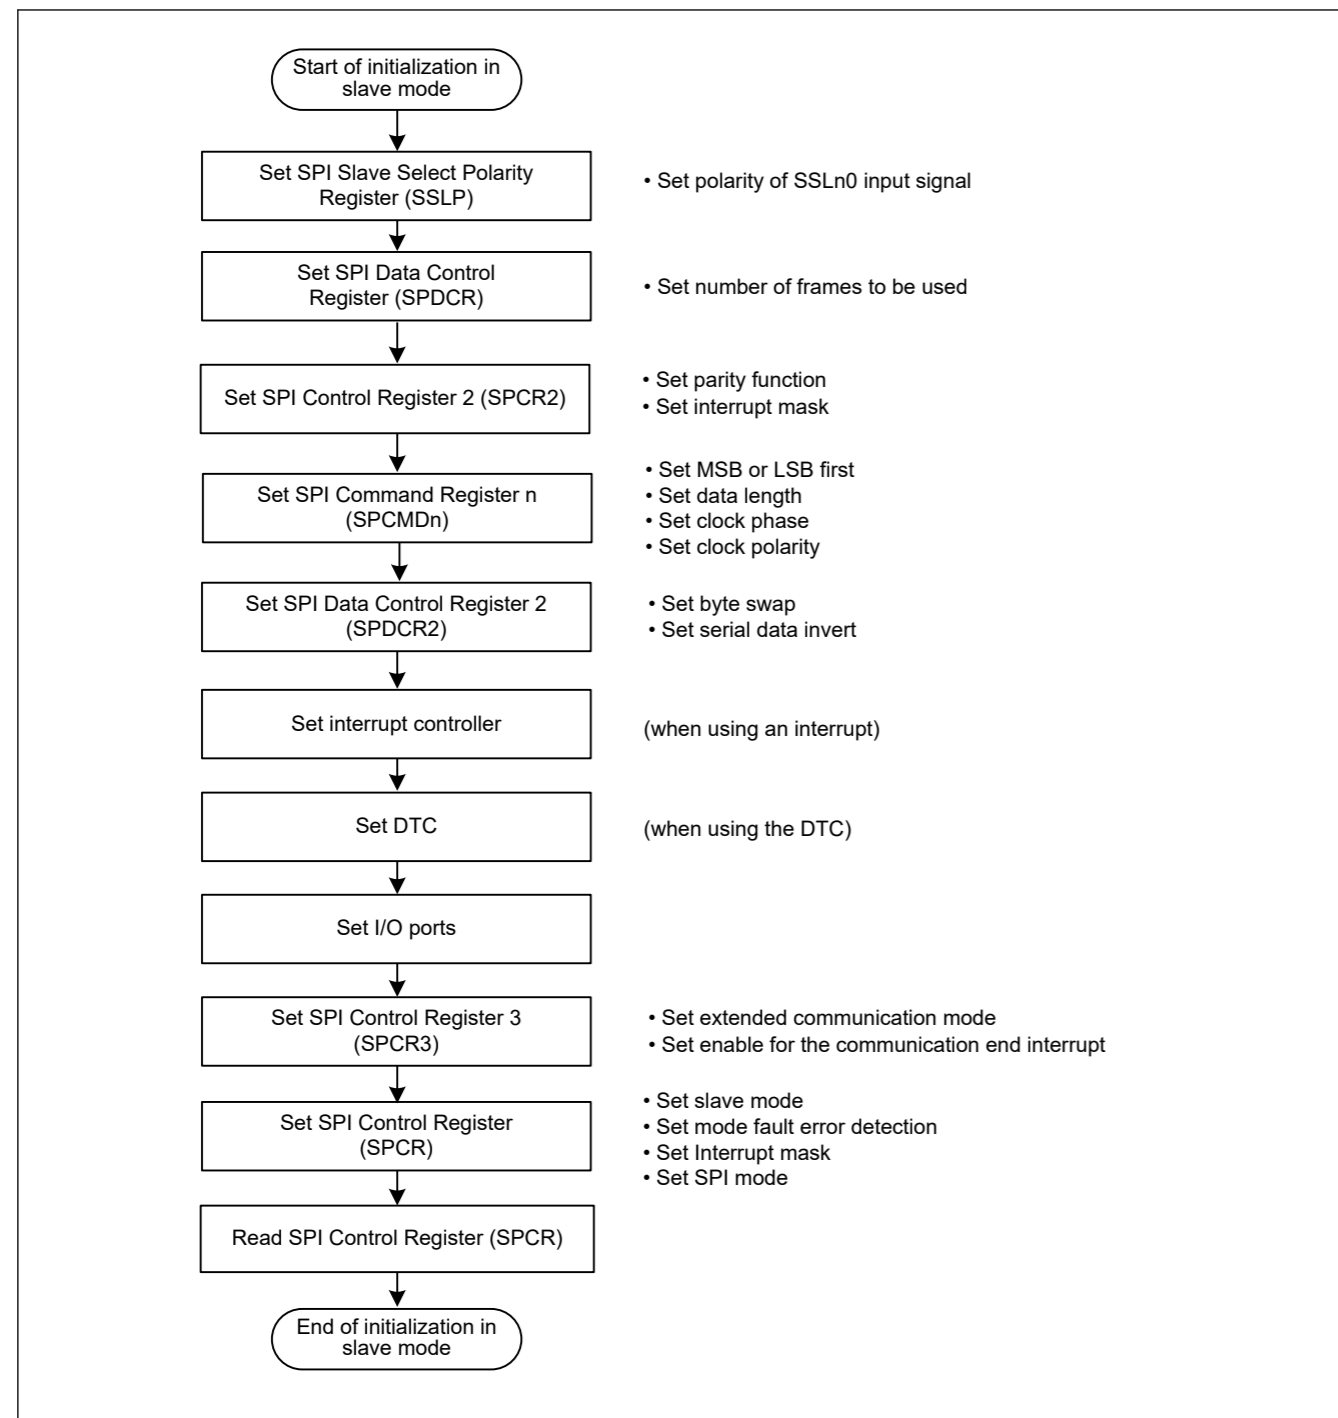 Start of initialization in
slave mode
Set SPI Slave Select Polarity
Register (SSLP)
• Set polarity of SSLn0 input signal
Set SPI Data Control
Register (SPDCR)
• Set number of frames to be used
Set SPI Control Register 2 (SPCR2)
• Set parity function
• Set interrupt mask
Set SPI Command Register n
(SPCMDn)
• Set MSB or LSB first
• Set data length
• Set clock phase
• Set clock polarity
Set SPI Data Control Register 2
(SPDCR2)
• Set byte swap
• Set serial data invert
Set interrupt controller
(when using an interrupt)
Set DTC
(when using the DTC)
Set I/O ports
Set SPI Control Register 3
(SPCR3)
• Set extended communication mode
• Set enable for the communication end interrupt
Set SPI Control Register
(SPCR)
• Set slave mode
• Set mode fault error detection
• Set Interrupt mask
• Set SPI mode
Read SPI Control Register (SPCR)
End of initialization in
slave mode